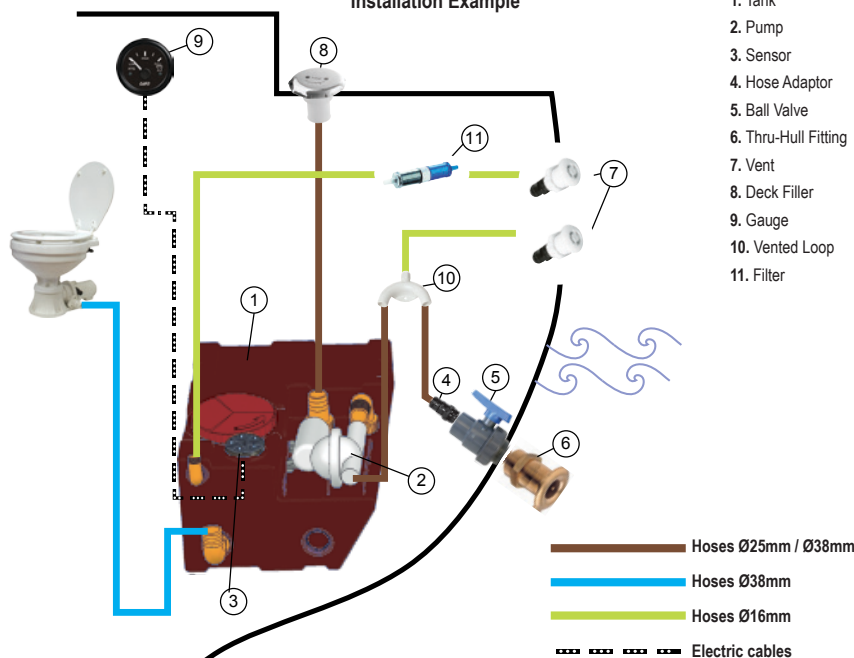 Installation Example
1. Tank
2. Pump
3. Sensor
4. Hose Adaptor
5. Ball Valve
6. Thru-Hull Fitting
7. Vent
8. Deck Filler
9. Gauge
10. Vented Loop
11. Filter
9
8
11
7
10
1
4
5
6
2
3
Hoses Ø25mm / Ø38mm
Hoses Ø38mm
Hoses Ø16mm
Electric cables